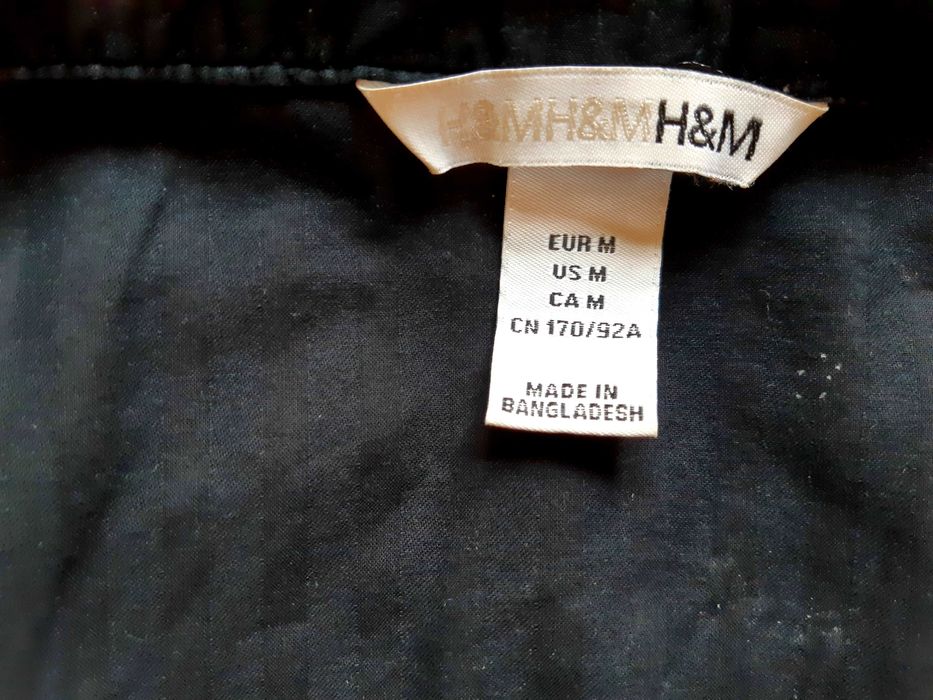 H&MH&MH&M
EUR M
US M
CA M
CN 170/92A
MADE IN
BANGLADESH